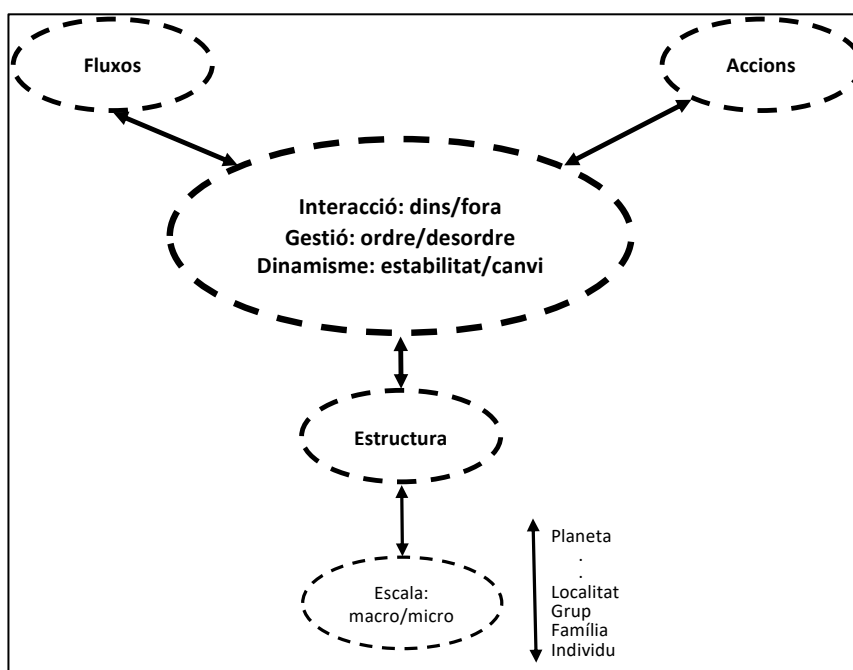 Fluxos
Accions
Interacció: dins/fora
Gestió: ordre/desordre
Dinamisme: estabilitat/canvi
Estructura
Escala:
macro/micro
Planeta
.
.
Localitat
Grup
Família
Individu